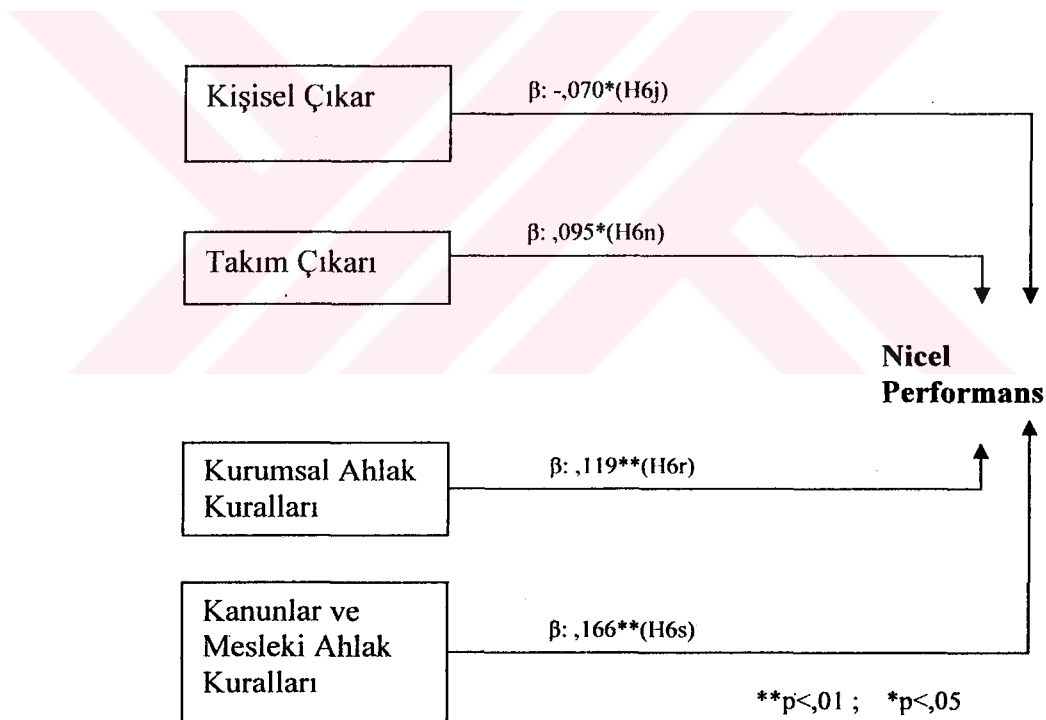 Kişisel Çıkar
β: -,070*(H6j)
Takım Çıkarı
β: ,095*(H6n)
Nicel
Performans
Kurumsal Ahlak
Kuralları
β: ,119**(H6r)
Kanunlar ve
Mesleki Ahlak
Kuralları
β: ,166**(H6s)
**p<,01 ; *p<,05